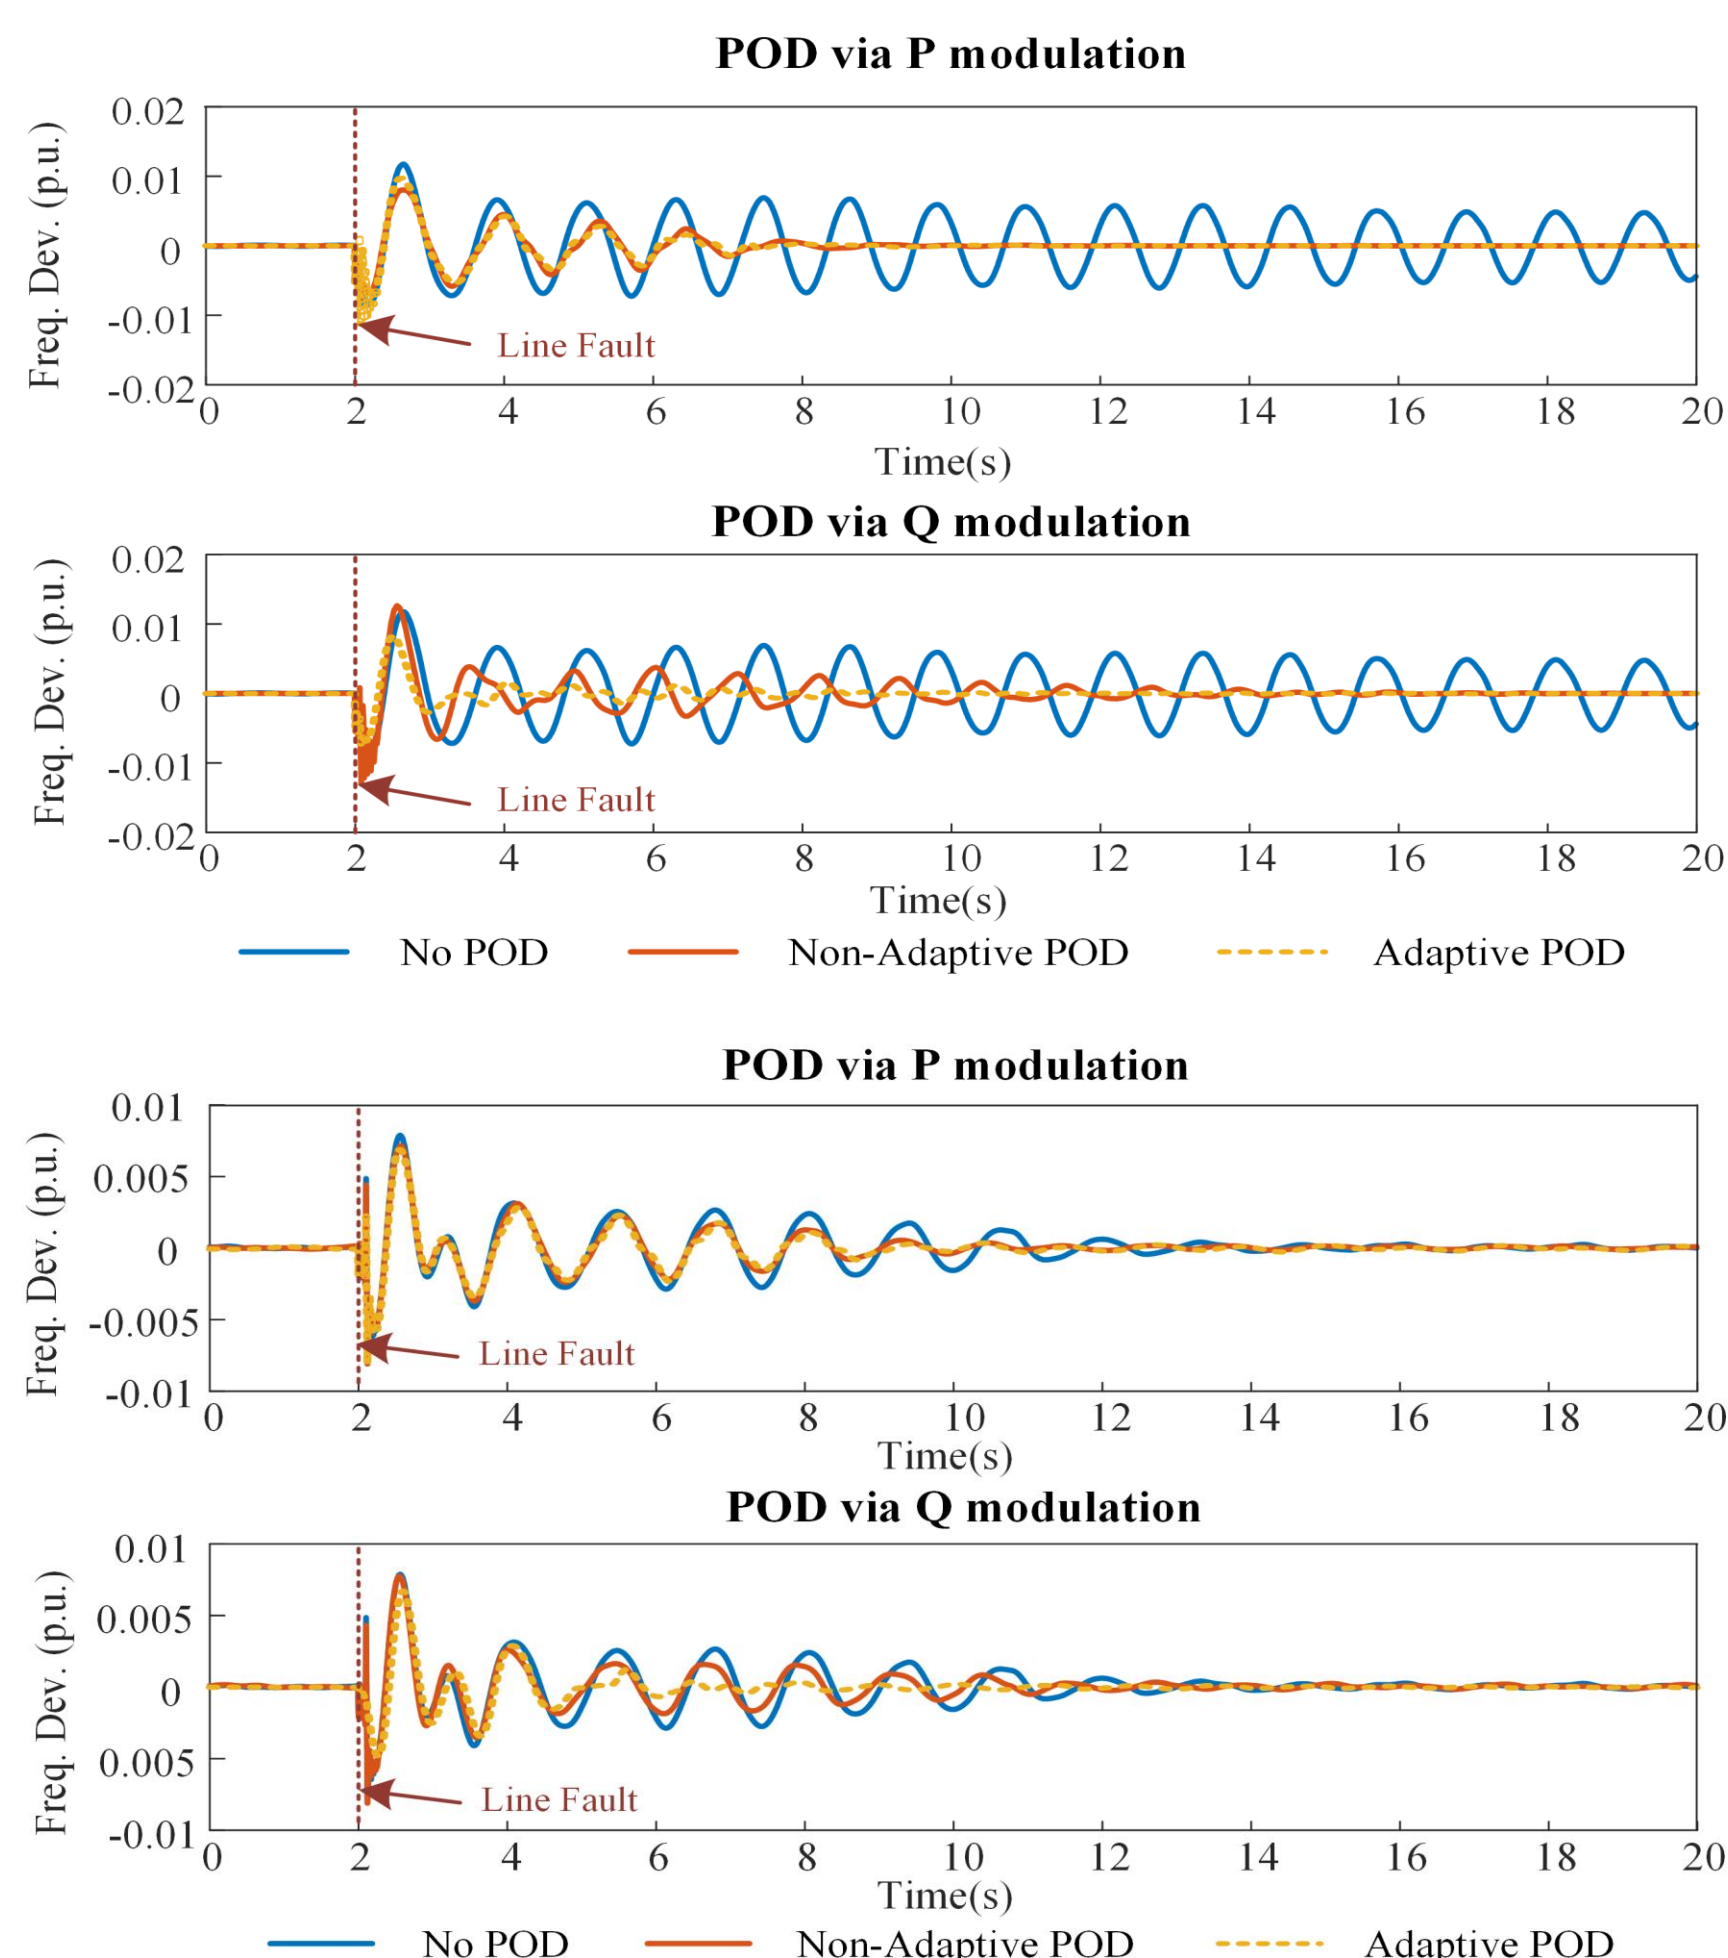 POD via P modulation
0.02
0.01
0
-0.01
-0.02
Freq. Dev. (p.u.)
Line Fault
0 2 4 6 8 10 12 14 16 18 20
Time(s)
POD via Q modulation
0.02
0.01
0
-0.01
-0.02
Freq. Dev. (p.u.)
Line Fault
0 2 4 6 8 10 12 14 16 18 20
Time(s)
No POD Non-Adaptive POD Adaptive POD
POD via P modulation
0.01
0.005
0
-0.005
-0.01
Freq. Dev. (p.u.)
Line Fault
0 2 4 6 8 10 12 14 16 18 20
Time(s)
POD via Q modulation
0.01
0.005
0
0.005
-0.01
Freq. Dev. (p.u.)
Line Fault
0 2 4 6 8 10 12 14 16 18 20
Time(s)
No POD Non-Adaptive POD Adaptive POD